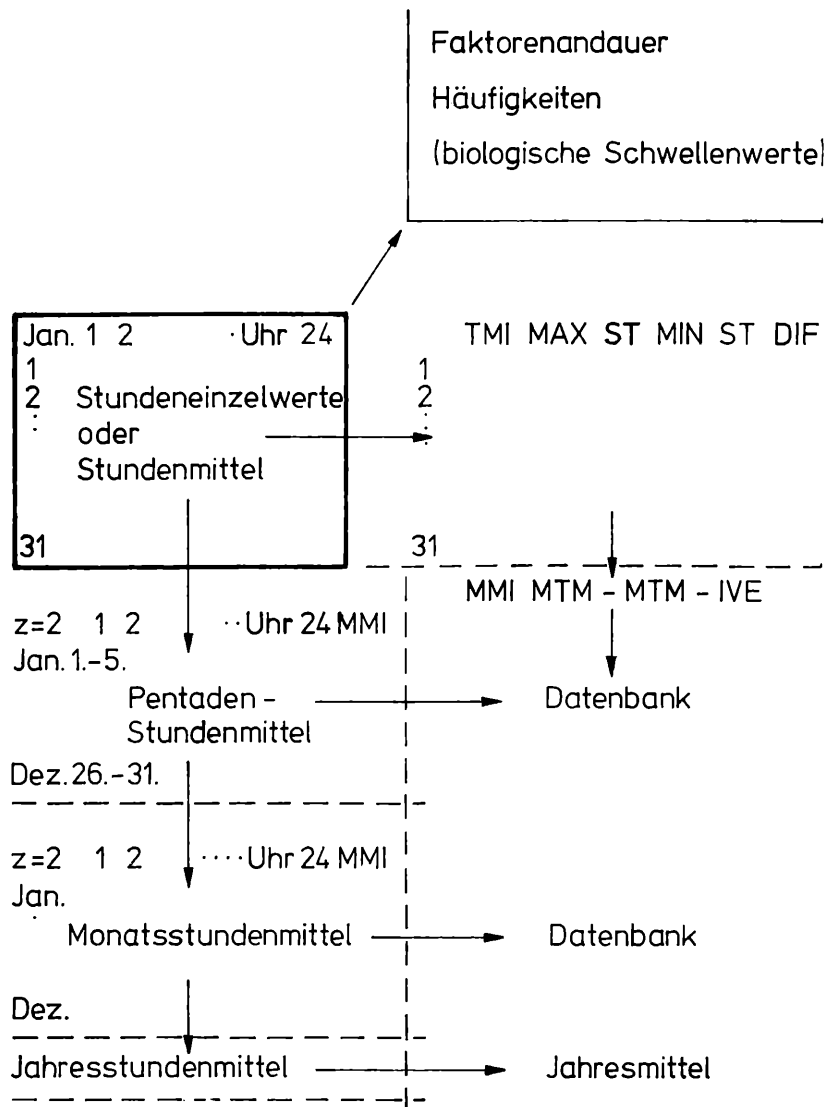 Faktorenandauer
Häufigkeiten
(biologische Schwellenwerte)
Jan. 1 2 · Uhr 24
1
2 Stundeneinzelwerte
: oder
Stundenmittel
31
TMI MAX ST MIN ST DIF
1
2
:
31
MMI MTM - MTM - IVE
z=2 1 2 ··Uhr 24 MMI
Jan. 1.-5.
Pentaden-
Stundenmittel
Datenbank
Dez. 26.-31.
z=2 1 2 ····Uhr 24 MMI
Jan.
Monatsstundenmittel
Datenbank
Dez.
Jahresstundenmittel
Jahresmittel